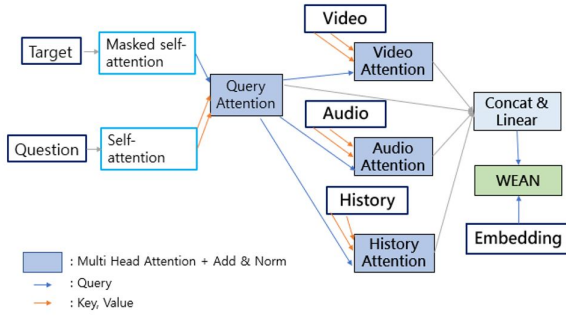 Video
Target
Masked self-
attention
Video
Attention
Query
Attention
Concat &
Linear
Audio
Question
Self-
attention
Audio
Attention
WEAN
History
History
Attention
Embedding
: Multi Head Attention + Add & Norm
: Query
: Key, Value